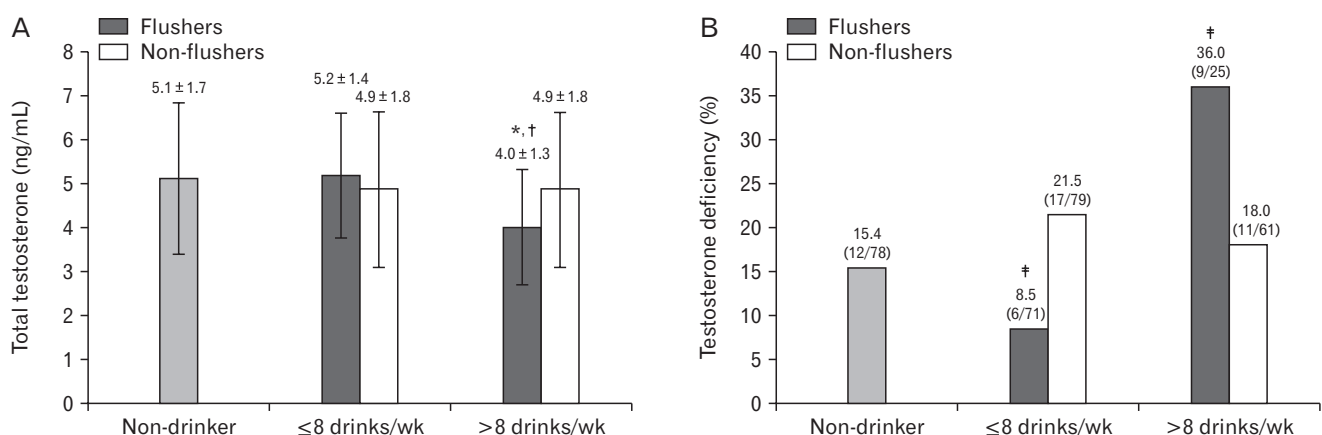 A
Flushers
Non-flushers
Total testosterone (ng/mL)
8
7
6
5
4
3
2
1
0
5.1±1.7
5.2±1.4
4.9±1.8
*,†
4.0±1.3
4.9±1.8
Non-drinker
≤8 drinks/wk
>8 drinks/wk
B
Flushers
Non-flushers
Testosterone deficiency (%)
40
35
30
25
20
15
10
5
0
15.4
(12/78)
ǂ
8.5
(6/71)
21.5
(17/79)
ǂ
36.0
(9/25)
18.0
(11/61)
Non-drinker
≤8 drinks/wk
>8 drinks/wk